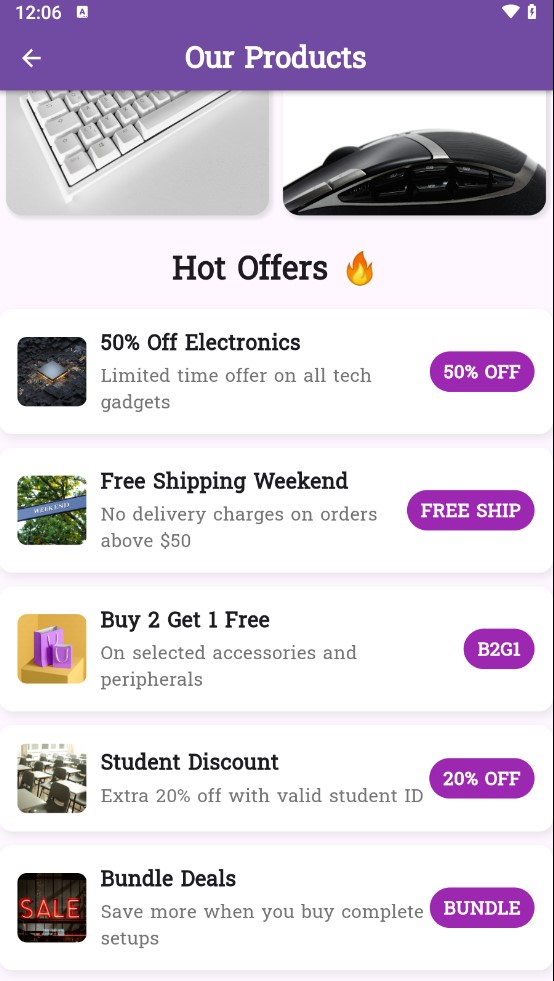 12:06 A
Our Products
Hot Offers 🔥
50% Off Electronics
Limited time offer on all tech
gadgets
50% OFF
WEEKEND
Free Shipping Weekend
No delivery charges on orders
above $50
FREE SHIP
Buy 2 Get 1 Free
On selected accessories and
peripherals
B2G1
Student Discount
Extra 20% off with valid student ID
20% OFF
SALE
Bundle Deals
Save more when you buy complete
setups
BUNDLE